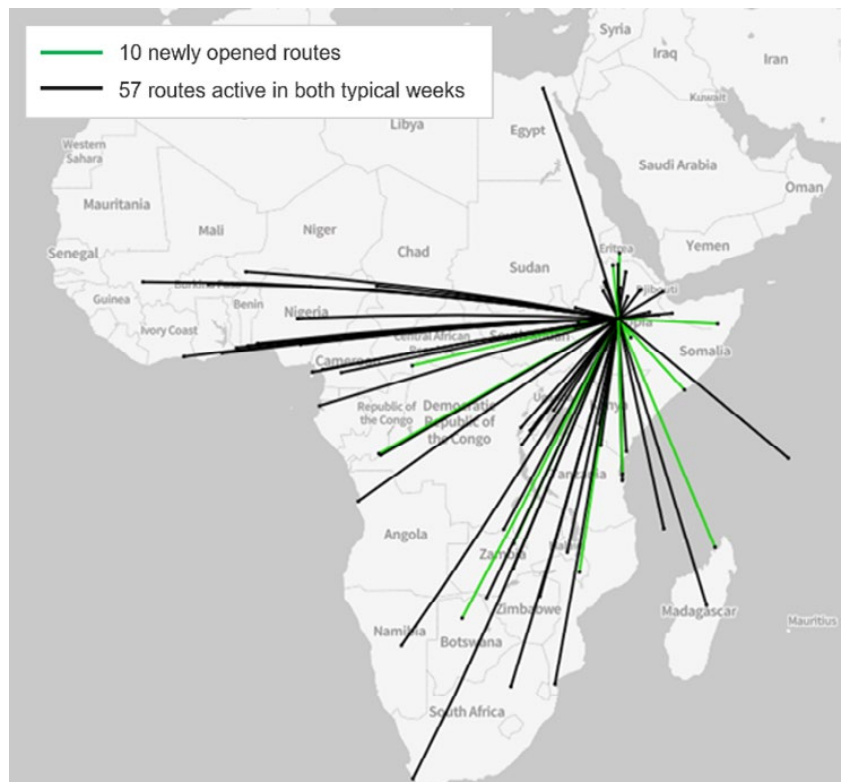 10 newly opened routes
57 routes active in both typical weeks
Syria
Iraq
Iran
Kuwait
Libya
Egypt
Western
Sahara
Saudi Arabia
Oman
Mauritania
Mali
Niger
Chad
Sudan
Eritrea
Yemen
Senegal
Guinea
Benin
Nigeria
Ivory Coast
Central African
Somalia
Cameroon
Republic of
the Congo
Democratic
Republic of
the Congo
Angola
Zambia
Zimbabwe
Namibia
Botswana
Madagascar
Mauritius
South Africa